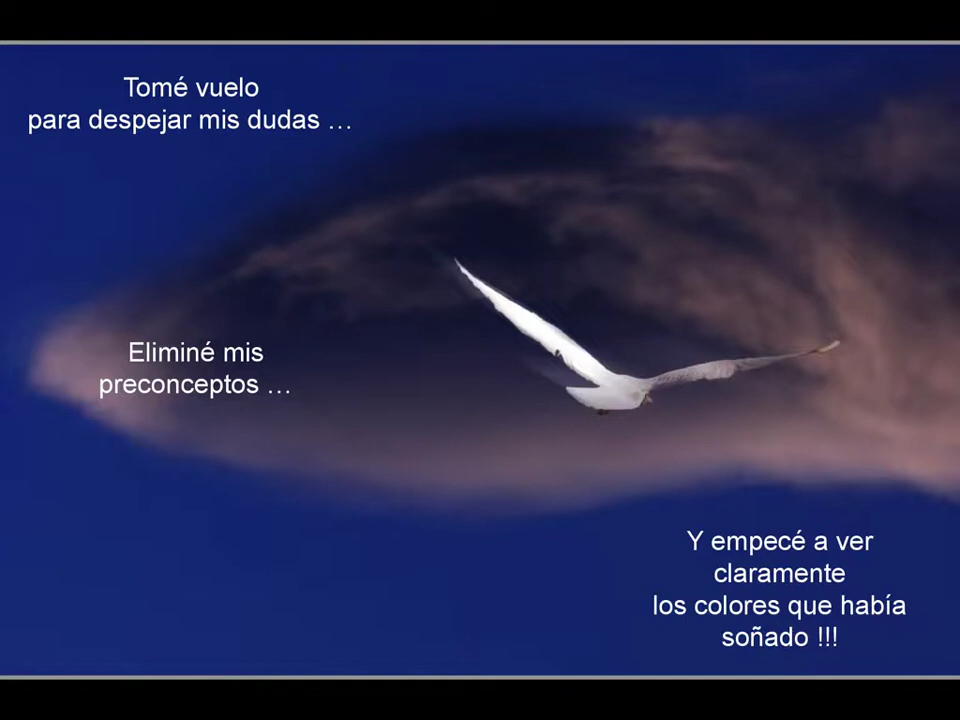 Tomé vuelo
para despejar mis dudas …
Eliminé mis
preconceptos …
Y empecé a ver
claramente
los colores que había
soñado !!!